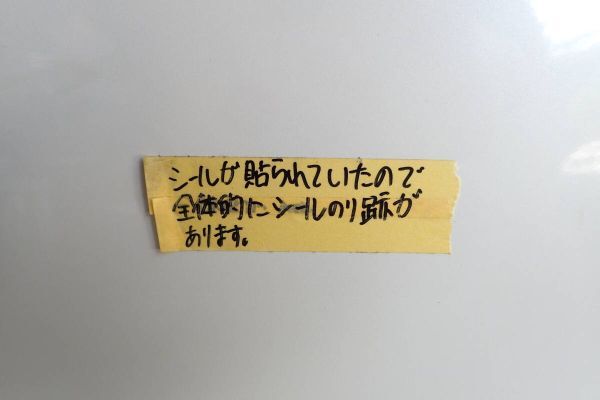 シールが貼られていたので
全体的にシールのり跡が
あります。